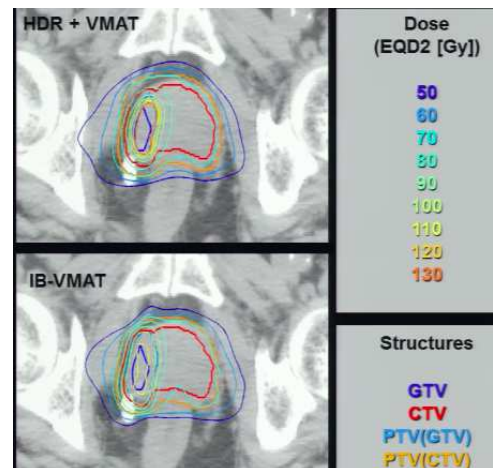 HDR + VMAT
IB-VMAT
Dose
(EQD2 [Gy])
50
60
70
80
90
100
110
120
130
Structures
GTV
CTV
PTV(GTV)
PTV(CTV)